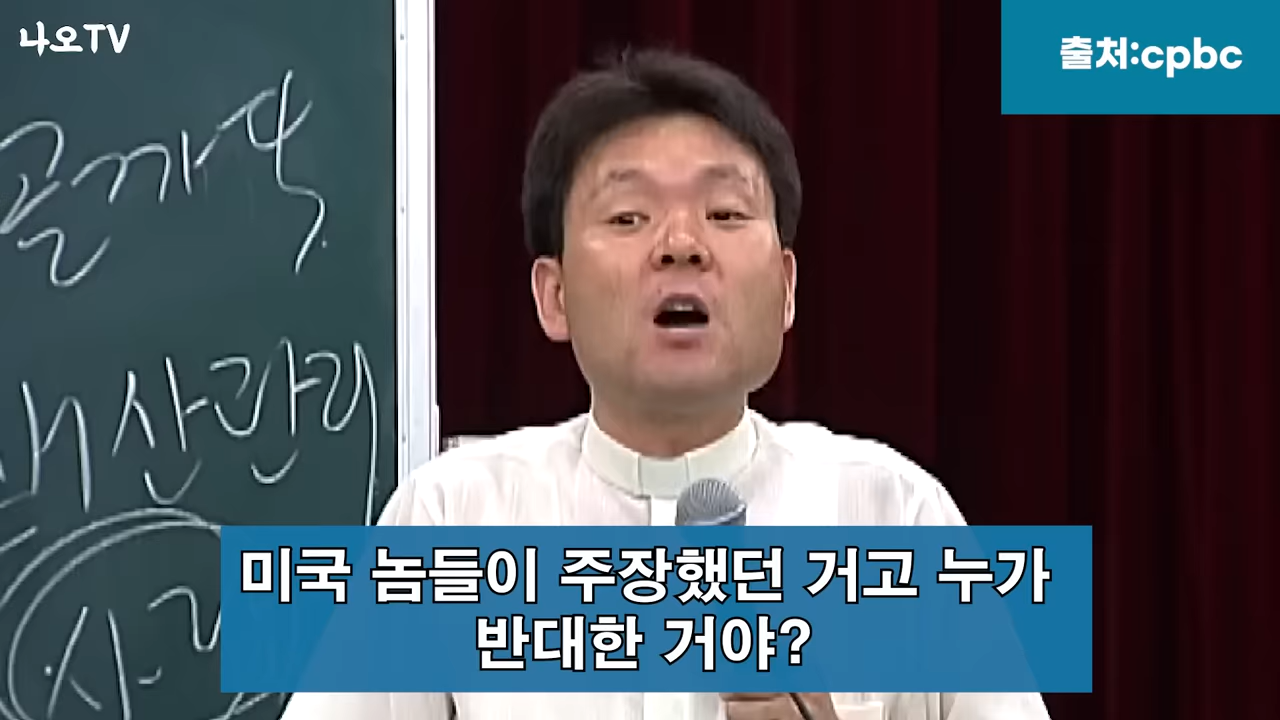 나오TV
출처:cpbc
골까닥
산관리
미국 놈들이 주장했던 거고 누가
반대한 거야?